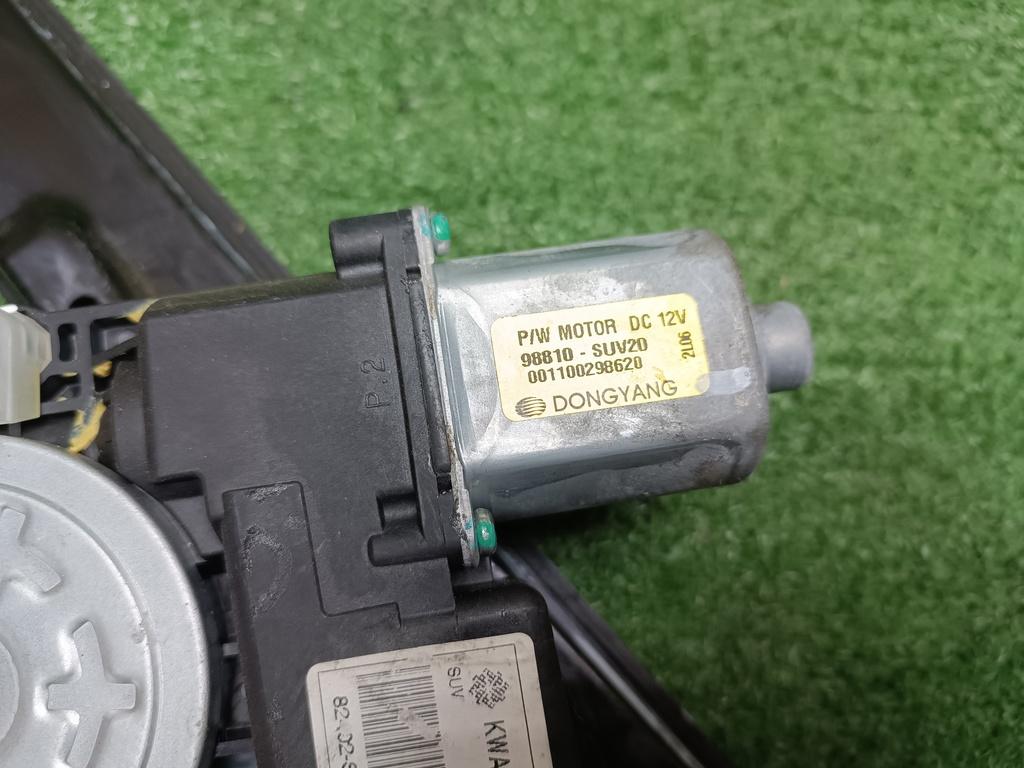 P/W MOTOR DC 12V
98810 - SUV20
001100298620
2L06
DONGYANG
P.2
SUV